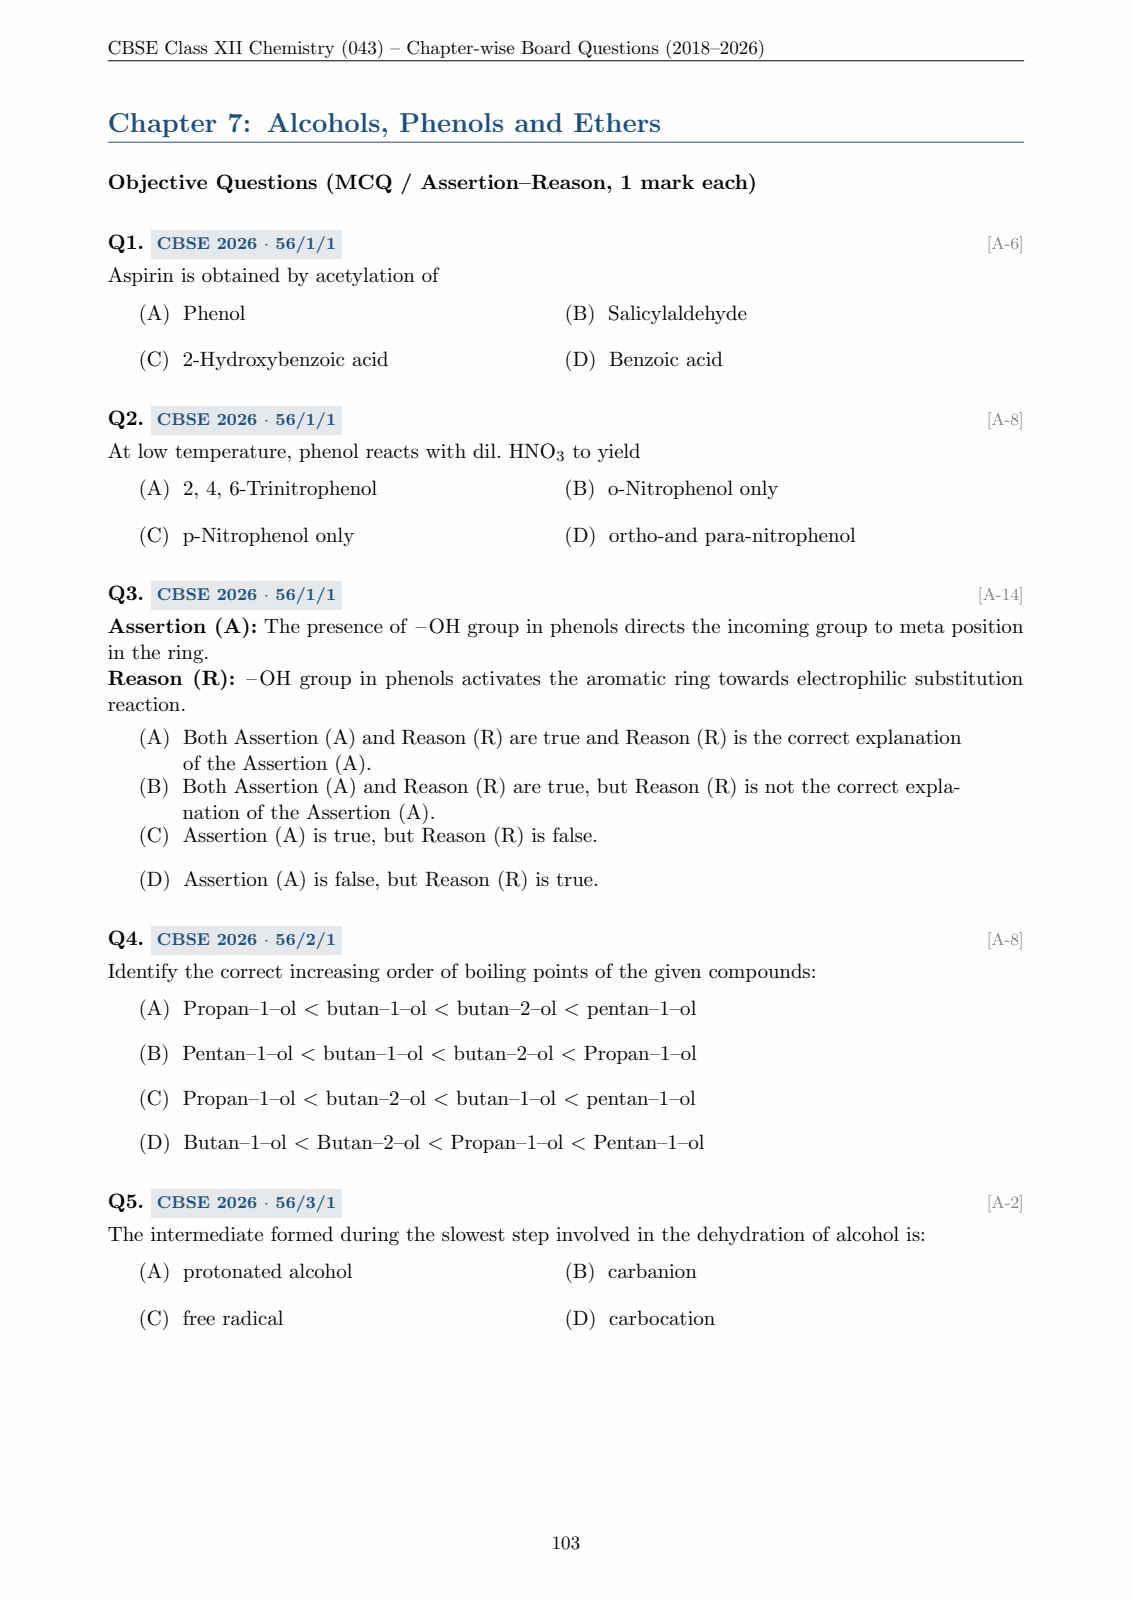 CBSE Class XII Chemistry (043) – Chapter-wise Board Questions (2018–2026)
Chapter 7: Alcohols, Phenols and Ethers
Objective Questions (MCQ / Assertion–Reason, 1 mark each)
Q1. CBSE 2026 · 56/1/1 [A-6]
Aspirin is obtained by acetylation of
(A) Phenol (B) Salicylaldehyde
(C) 2-Hydroxybenzoic acid (D) Benzoic acid
Q2. CBSE 2026 · 56/1/1 [A-8]
At low temperature, phenol reacts with dil. HNO₃ to yield
(A) 2, 4, 6-Trinitrophenol (B) o-Nitrophenol only
(C) p-Nitrophenol only (D) ortho-and para-nitrophenol
Q3. CBSE 2026 · 56/1/1 [A-14]
Assertion (A): The presence of –OH group in phenols directs the incoming group to meta position
in the ring.
Reason (R): –OH group in phenols activates the aromatic ring towards electrophilic substitution
reaction.
(A) Both Assertion (A) and Reason (R) are true and Reason (R) is the correct explanation
of the Assertion (A).
(B) Both Assertion (A) and Reason (R) are true, but Reason (R) is not the correct expla-
nation of the Assertion (A).
(C) Assertion (A) is true, but Reason (R) is false.
(D) Assertion (A) is false, but Reason (R) is true.
Q4. CBSE 2026 · 56/2/1 [A-8]
Identify the correct increasing order of boiling points of the given compounds:
(A) Propan–1–ol < butan–1–ol < butan–2–ol < pentan–1–ol
(B) Pentan–1–ol < butan–1–ol < butan–2–ol < Propan–1–ol
(C) Propan–1–ol < butan–2–ol < butan–1–ol < pentan–1–ol
(D) Butan–1–ol < Butan–2–ol < Propan–1–ol < Pentan–1–ol
Q5. CBSE 2026 · 56/3/1 [A-2]
The intermediate formed during the slowest step involved in the dehydration of alcohol is:
(A) protonated alcohol (B) carbanion
(C) free radical (D) carbocation
103